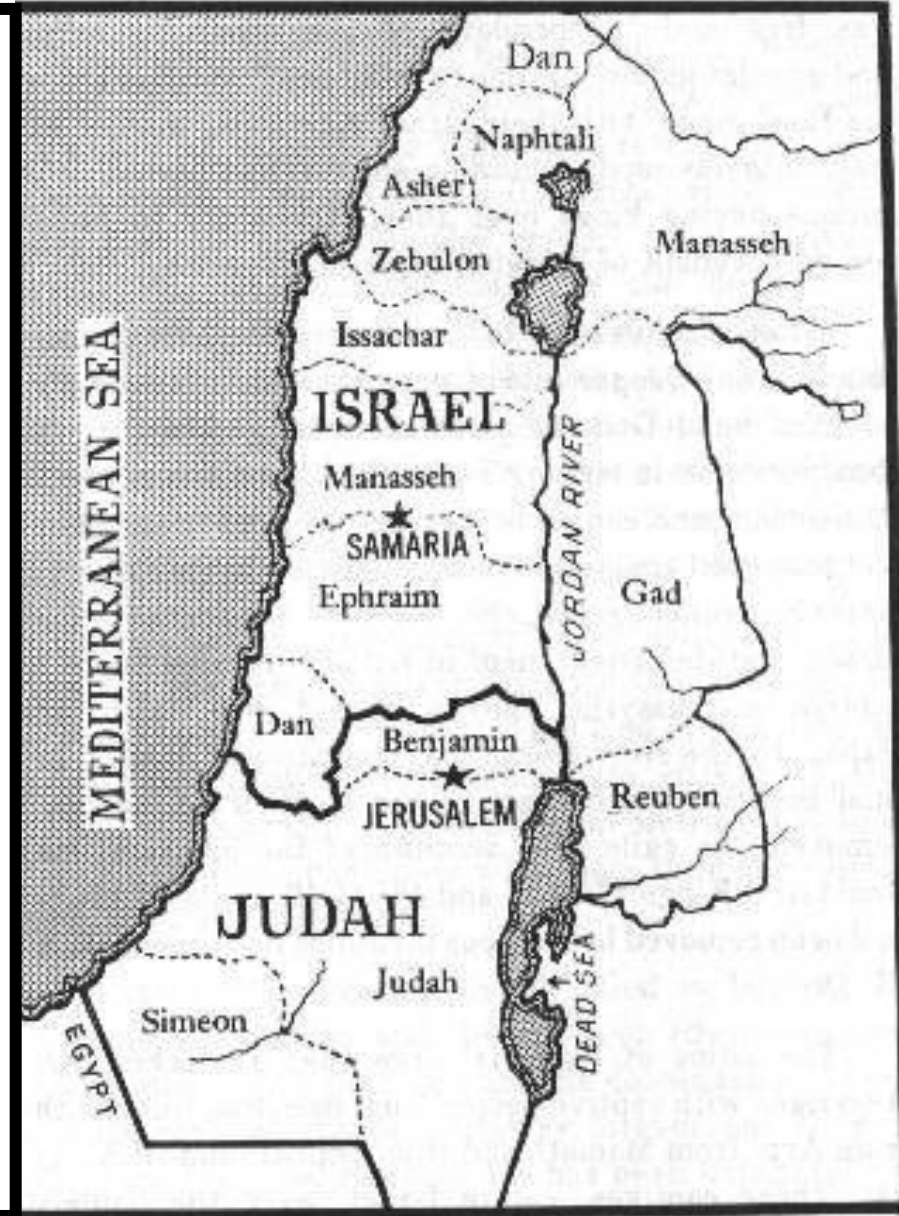 Dan
Naphtali
Asher
Manasseh
Zebulon
Issachar
ISRAEL
MEDITERRANEAN SEA
JORDAN RIVER
Manasseh
SAMARIA
Ephraim
Gad
Dan
Benjamin
JERUSALEM
Reuben
JUDAH
Judah
Simeon
DEAD SEA
EGYPT